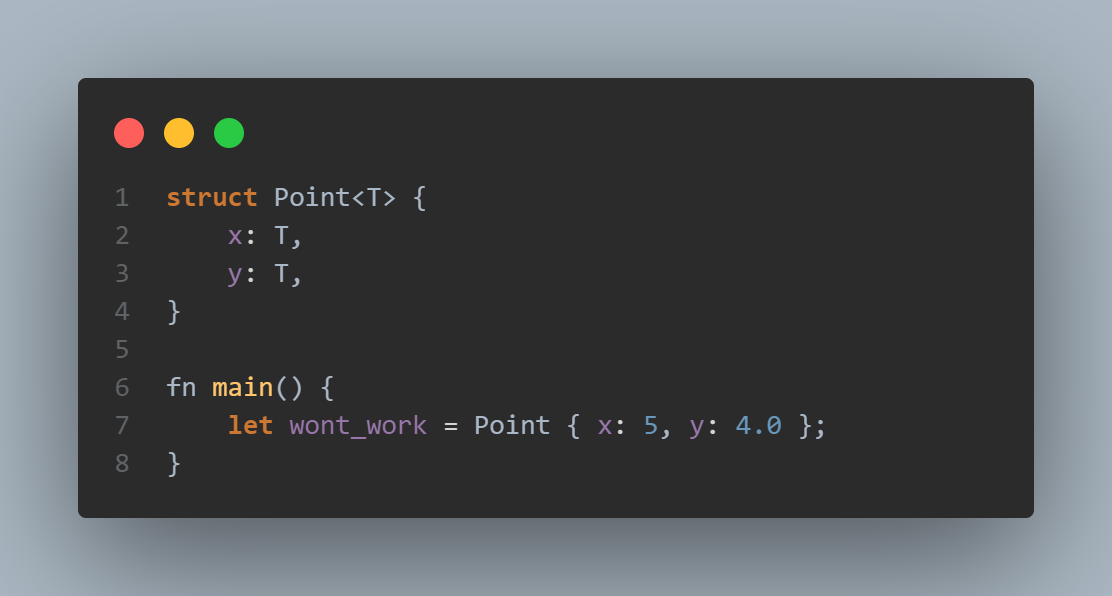 1 struct Point<T> {
2     x: T,
3     y: T,
4 }
5
6 fn main() {
7     let wont_work = Point { x: 5, y: 4.0 };
8 }